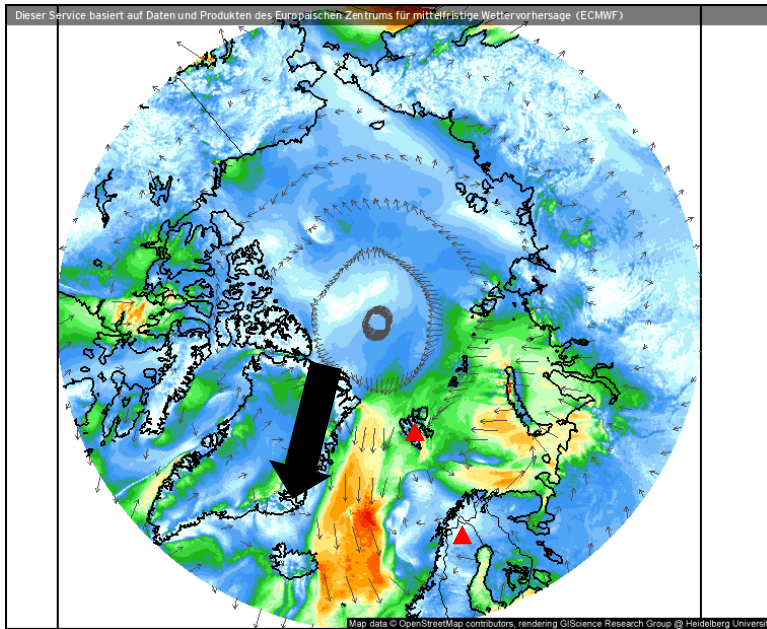 Dieser Service basiert auf Daten und Produkten des Europäischen Zentrums für mittelfristige Wettervorhersage (ECMWF)
Map data © OpenStreetMap contributors, rendering GIScience Research Group @ Heidelberg Universit